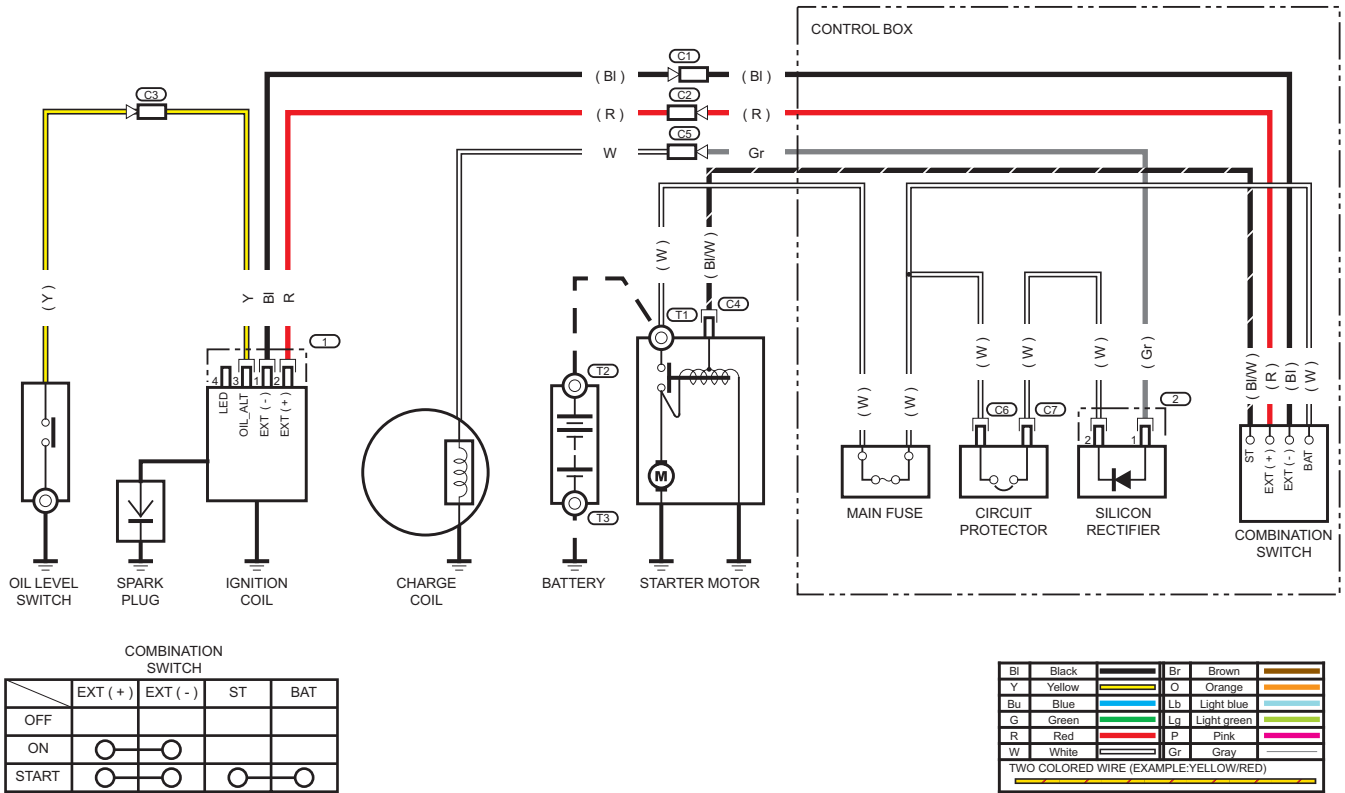 CONTROL BOX
C1
( Bl )
( Bl )
C2
( R )
( R )
C3
C5
W
Gr
( Y )
Y
Bl
R
( W )
( Bl/W )
( W )
( W )
( W )
( Gr )
( W )
( W )
( Bl/W )
( R )
( Bl )
( W )
T1
C4
1
T2
T3
4
3
1
2
LED
OIL_ALT
EXT ( - )
EXT ( + )
M
C6
C7
2
2
1
ST
EXT ( + )
EXT ( - )
BAT
MAIN FUSE
CIRCUIT
PROTECTOR
SILICON
RECTIFIER
COMBINATION
SWITCH
OIL LEVEL
SWITCH
SPARK
PLUG
IGNITION
COIL
CHARGE
COIL
BATTERY
STARTER MOTOR
COMBINATION
SWITCH
EXT ( + ) EXT ( - ) ST BAT
OFF
ON
START
Bl Black Br Brown
Y Yellow O Orange
Bu Blue Lb Light blue
G Green Lg Light green
R Red P Pink
W White Gr Gray
TWO COLORED WIRE (EXAMPLE:YELLOW/RED)